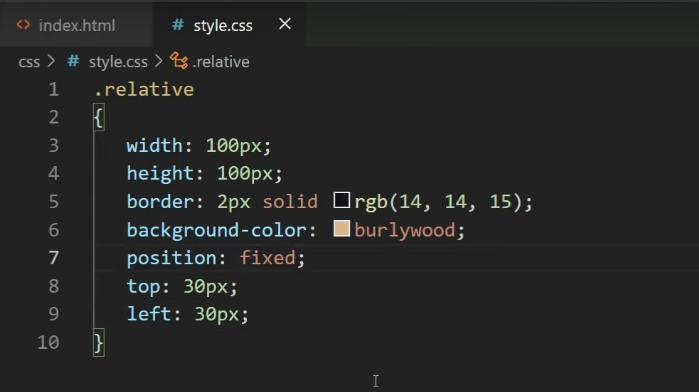 index.html # style.css ×
css > # style.css > .relative
1 .relative
2 {
3 width: 100px;
4 height: 100px;
5 border: 2px solid rgb(14, 14, 15);
6 background-color: burlywood;
7 position: fixed;
8 top: 30px;
9 left: 30px;
10 }